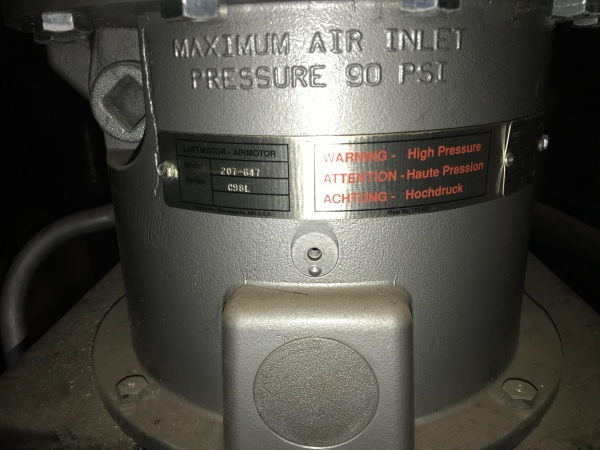 MAXIMUM AIR INLET
PRESSURE 90 PSI
LUFTMOTOR - AIRMOTOR
Model 207-647
Series C98L
WARNING - High Pressure
ATTENTION - Haute Pression
ACHTUNG - Hochdruck